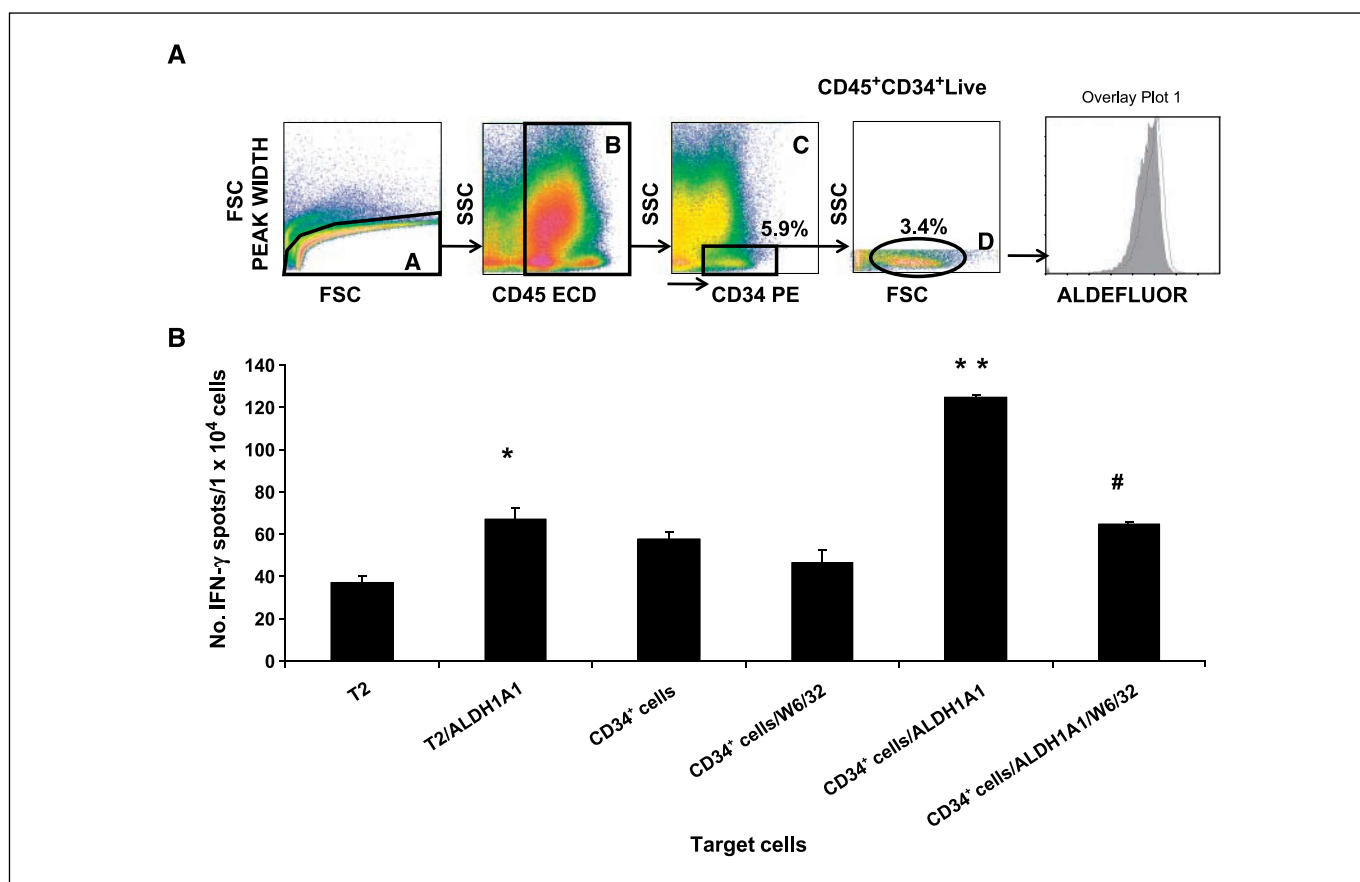 A
CD45⁺CD34⁺Live
Overlay Plot 1
FSC
PEAK WIDTH
A
FSC
SSC
B
CD45 ECD
SSC
C
5.9%
CD34 PE
SSC
3.4%
D
FSC
ALDEFLUOR
B
No. IFN-γ spots/1 x 10⁴ cells
140
120
100
80
60
40
20
0
*
* *
#
T2
T2/ALDH1A1
CD34⁺ cells
CD34⁺ cells/W6/32
CD34⁺ cells/ALDH1A1
CD34⁺ cells/ALDH1A1/W6/32
Target cells